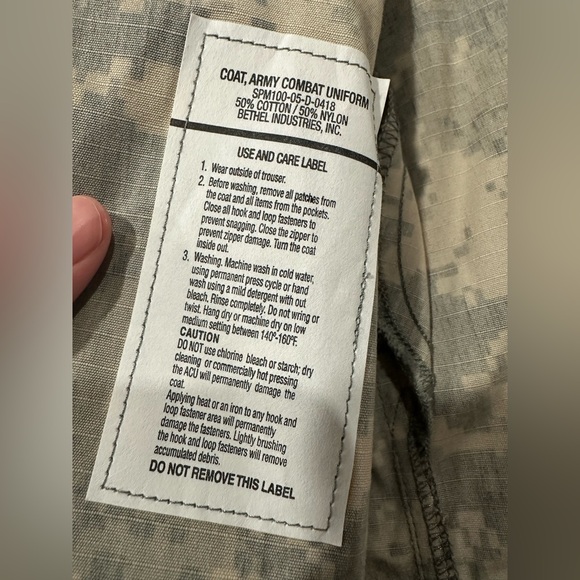 COAT, ARMY COMBAT UNIFORM
SPM100-05-D-0418
50% COTTON / 50% NYLON
BETHEL INDUSTRIES, INC.
USE AND CARE LABEL
1. Wear outside of trouser.
2. Before washing, remove all patches from
the coat and all items from the pockets.
Close all hook and loop fasteners to
prevent snagging. Close the zipper to
prevent zipper damage. Turn the coat
inside out.
3. Washing. Machine wash in cold water,
using permanent press cycle or hand
wash using a mild detergent with out
bleach. Rinse completely. Do not wring or
twist. Hang dry or machine dry on low
medium setting between 140°-160°F.
CAUTION
DO NOT use chlorine bleach or starch; dry
cleaning or commercially hot pressing
the ACU will permanently damage the
coat.
Applying heat or an iron to any hook and
loop fastener area will permanently
damage the fasteners. Lightly brushing
the hook and loop fasteners will remove
accumulated debris.
DO NOT REMOVE THIS LABEL